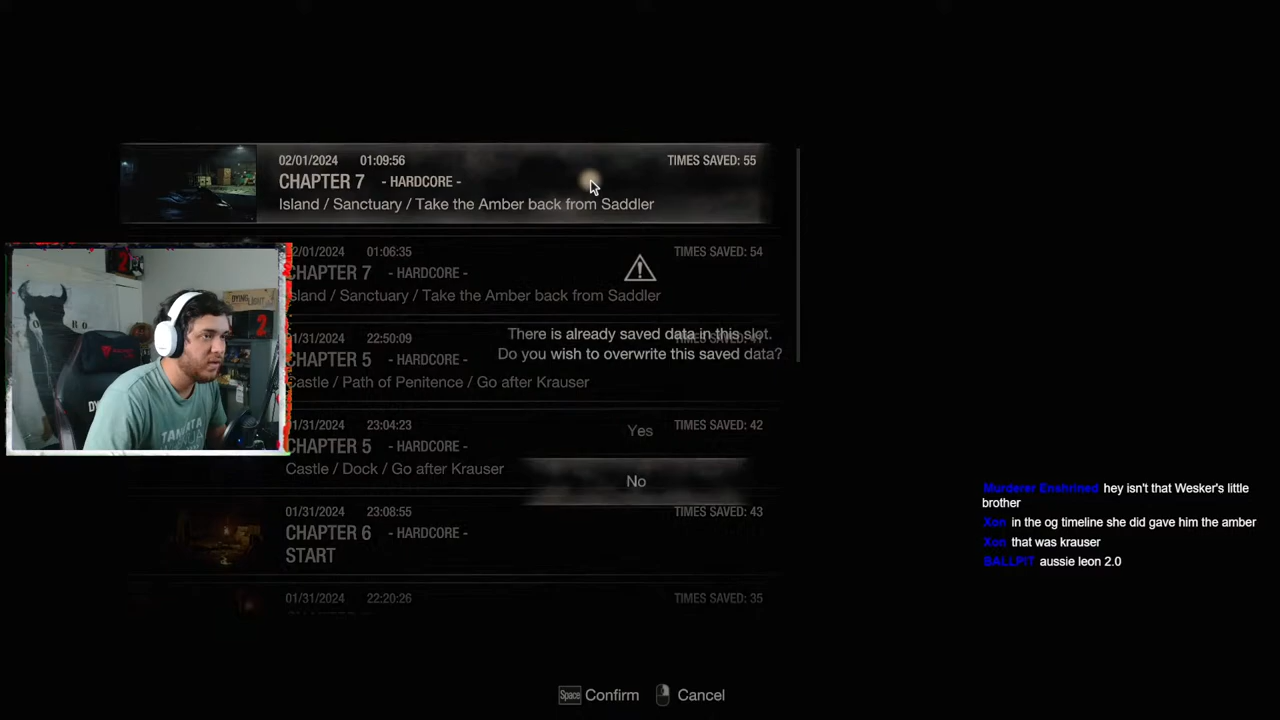 02/01/2024 01:09:56 TIMES SAVED: 55
CHAPTER 7 - HARDCORE -
Island / Sanctuary / Take the Amber back from Saddler
02/01/2024 01:06:35 TIMES SAVED: 54
CHAPTER 7 - HARDCORE -
Island / Sanctuary / Take the Amber back from Saddler
There is already saved data in this slot.
Do you wish to overwrite this saved data?
01/31/2024 22:50:09 TIMES SAVED:
CHAPTER 5 - HARDCORE -
Castle / Path of Penitence / Go after Krauser
01/31/2024 23:04:23 TIMES SAVED: 42
CHAPTER 5 - HARDCORE -
Castle / Dock / Go after Krauser
Yes
No
01/31/2024 23:08:55 TIMES SAVED: 43
CHAPTER 6 - HARDCORE -
START
01/31/2024 22:20:26 TIMES SAVED: 35
Space Confirm Cancel
DYING LIGHT
2
Murderer Enshrined hey isn't that Wesker's little
brother
Xon in the og timeline she did gave him the amber
Xon that was krauser
BALLPIT aussie leon 2.0